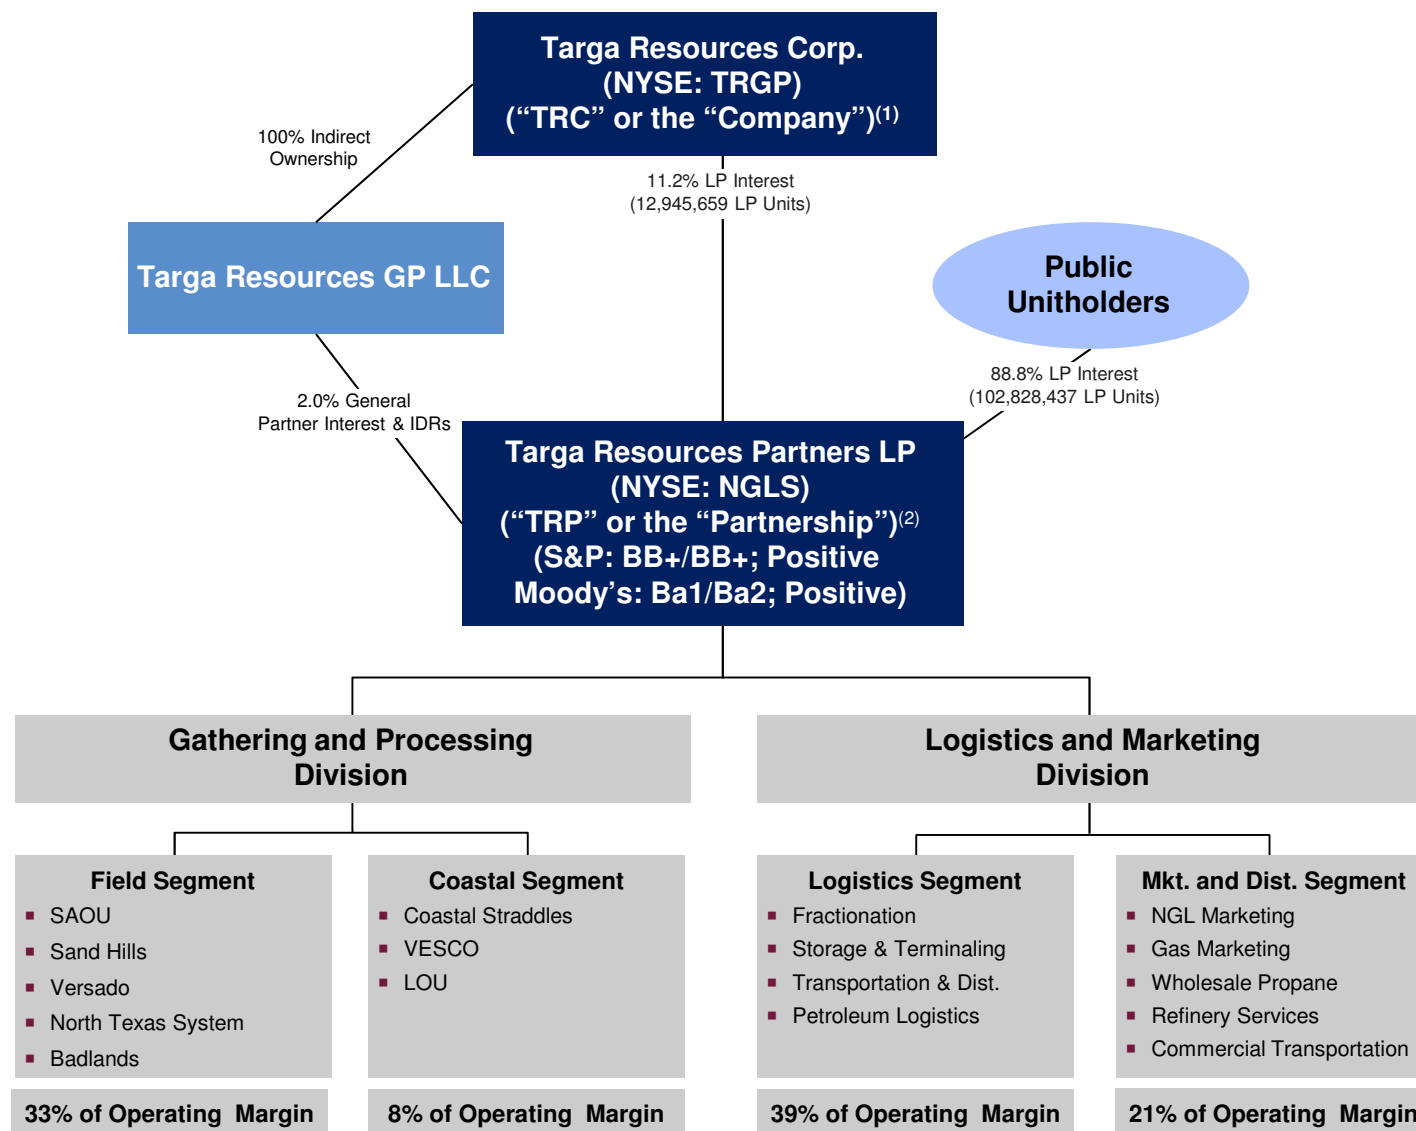 Targa Resources Corp.
(NYSE: TRGP)
(“TRC” or the “Company”)(1)
100% Indirect
Ownership
11.2% LP Interest
(12,945,659 LP Units)
Targa Resources GP LLC
Public
Unitholders
88.8% LP Interest
(102,828,437 LP Units)
2.0% General
Partner Interest & IDRs
Targa Resources Partners LP
(NYSE: NGLS)
(“TRP” or the “Partnership”)(2)
(S&P: BB+/BB+; Positive
Moody’s: Ba1/Ba2; Positive)
Gathering and Processing
Division
Logistics and Marketing
Division
Field Segment
▪ SAOU
▪ Sand Hills
▪ Versado
▪ North Texas System
▪ Badlands
Coastal Segment
▪ Coastal Straddles
▪ VESCO
▪ LOU
Logistics Segment
▪ Fractionation
▪ Storage & Terminaling
▪ Transportation & Dist.
▪ Petroleum Logistics
Mkt. and Dist. Segment
▪ NGL Marketing
▪ Gas Marketing
▪ Wholesale Propane
▪ Refinery Services
▪ Commercial Transportation
33% of Operating Margin
8% of Operating Margin
39% of Operating Margin
21% of Operating Margin